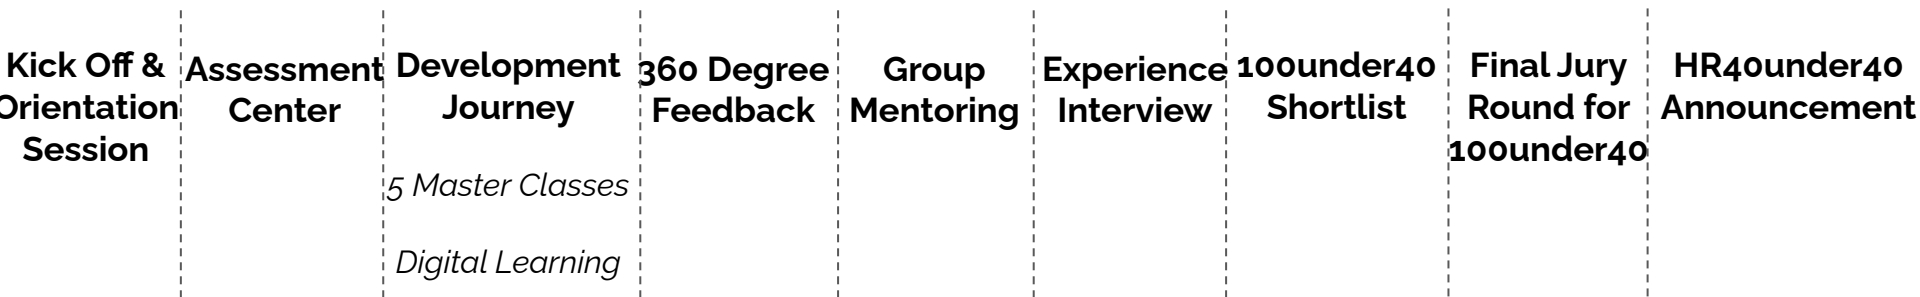 Kick Off &
Orientation
Session
Assessment
Center
Development
Journey
5 Master Classes
Digital Learning
360 Degree
Feedback
Group
Mentoring
Experience
Interview
100under40
Shortlist
Final Jury
Round for
100under40
HR40under40
Announcement